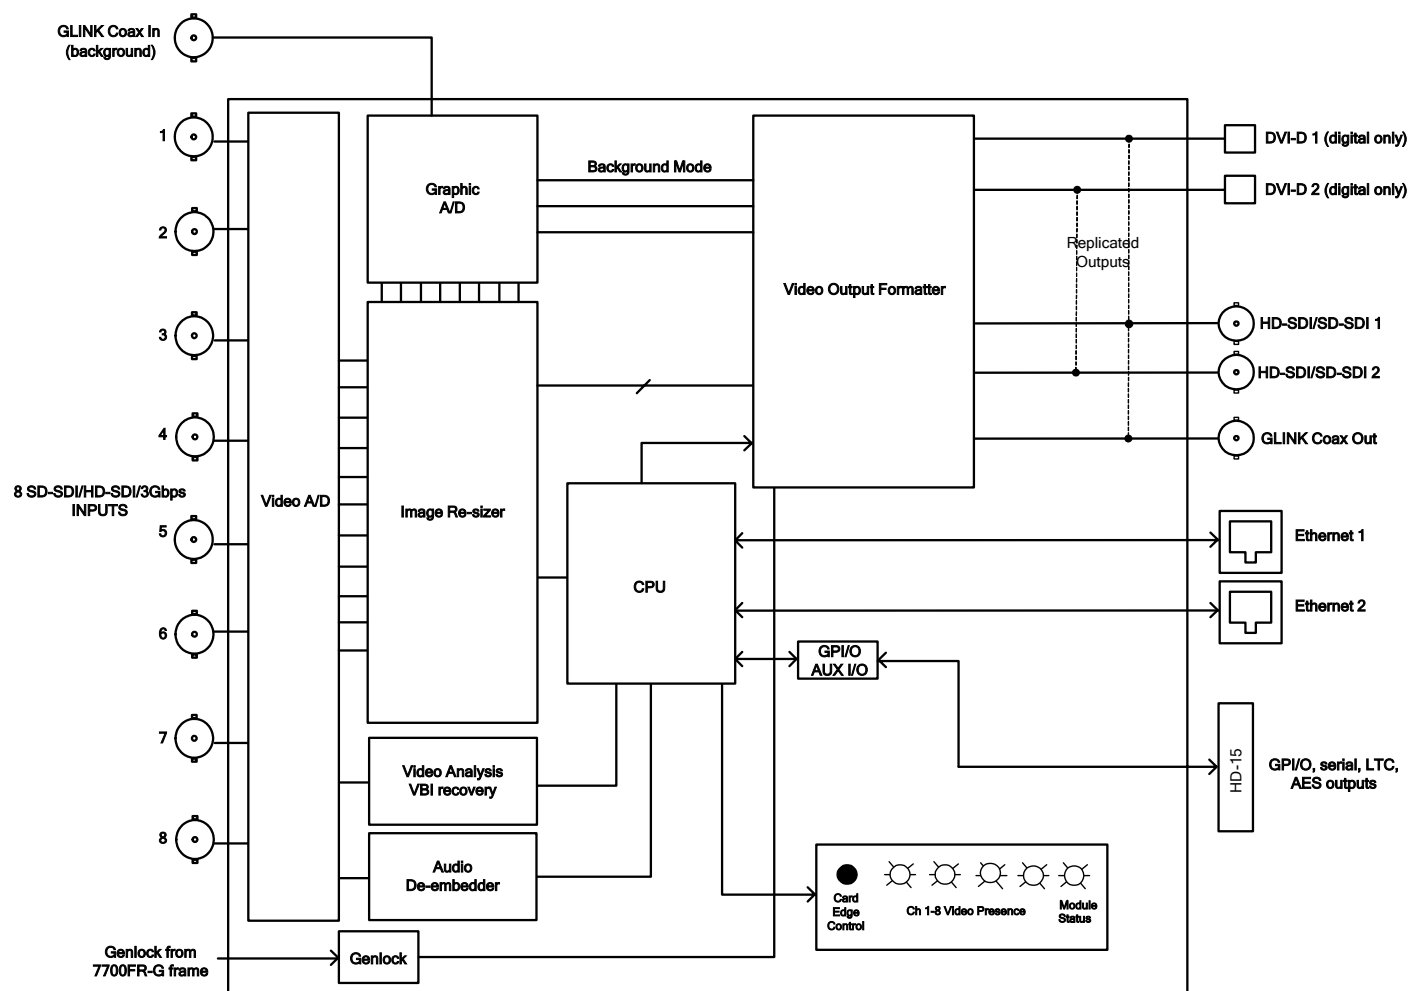 GLINK Coax In
(background)
1
2
3
4
8 SD-SDI/HD-SDI/3Gbps
INPUTS
5
6
7
8
Genlock from
7700FR-G frame
Video A/D
Graphic
A/D
Background Mode
Image Re-sizer
Video Output Formatter
CPU
GPI/O
AUX I/O
Video Analysis
VBI recovery
Audio
De-embedder
Genlock
Card
Edge
Control
Ch 1-8 Video Presence
Module
Status
Replicated
Outputs
DVI-D 1 (digital only)
DVI-D 2 (digital only)
HD-SDI/SD-SDI 1
HD-SDI/SD-SDI 2
GLINK Coax Out
Ethernet 1
Ethernet 2
HD-15
GPI/O, serial, LTC,
AES outputs